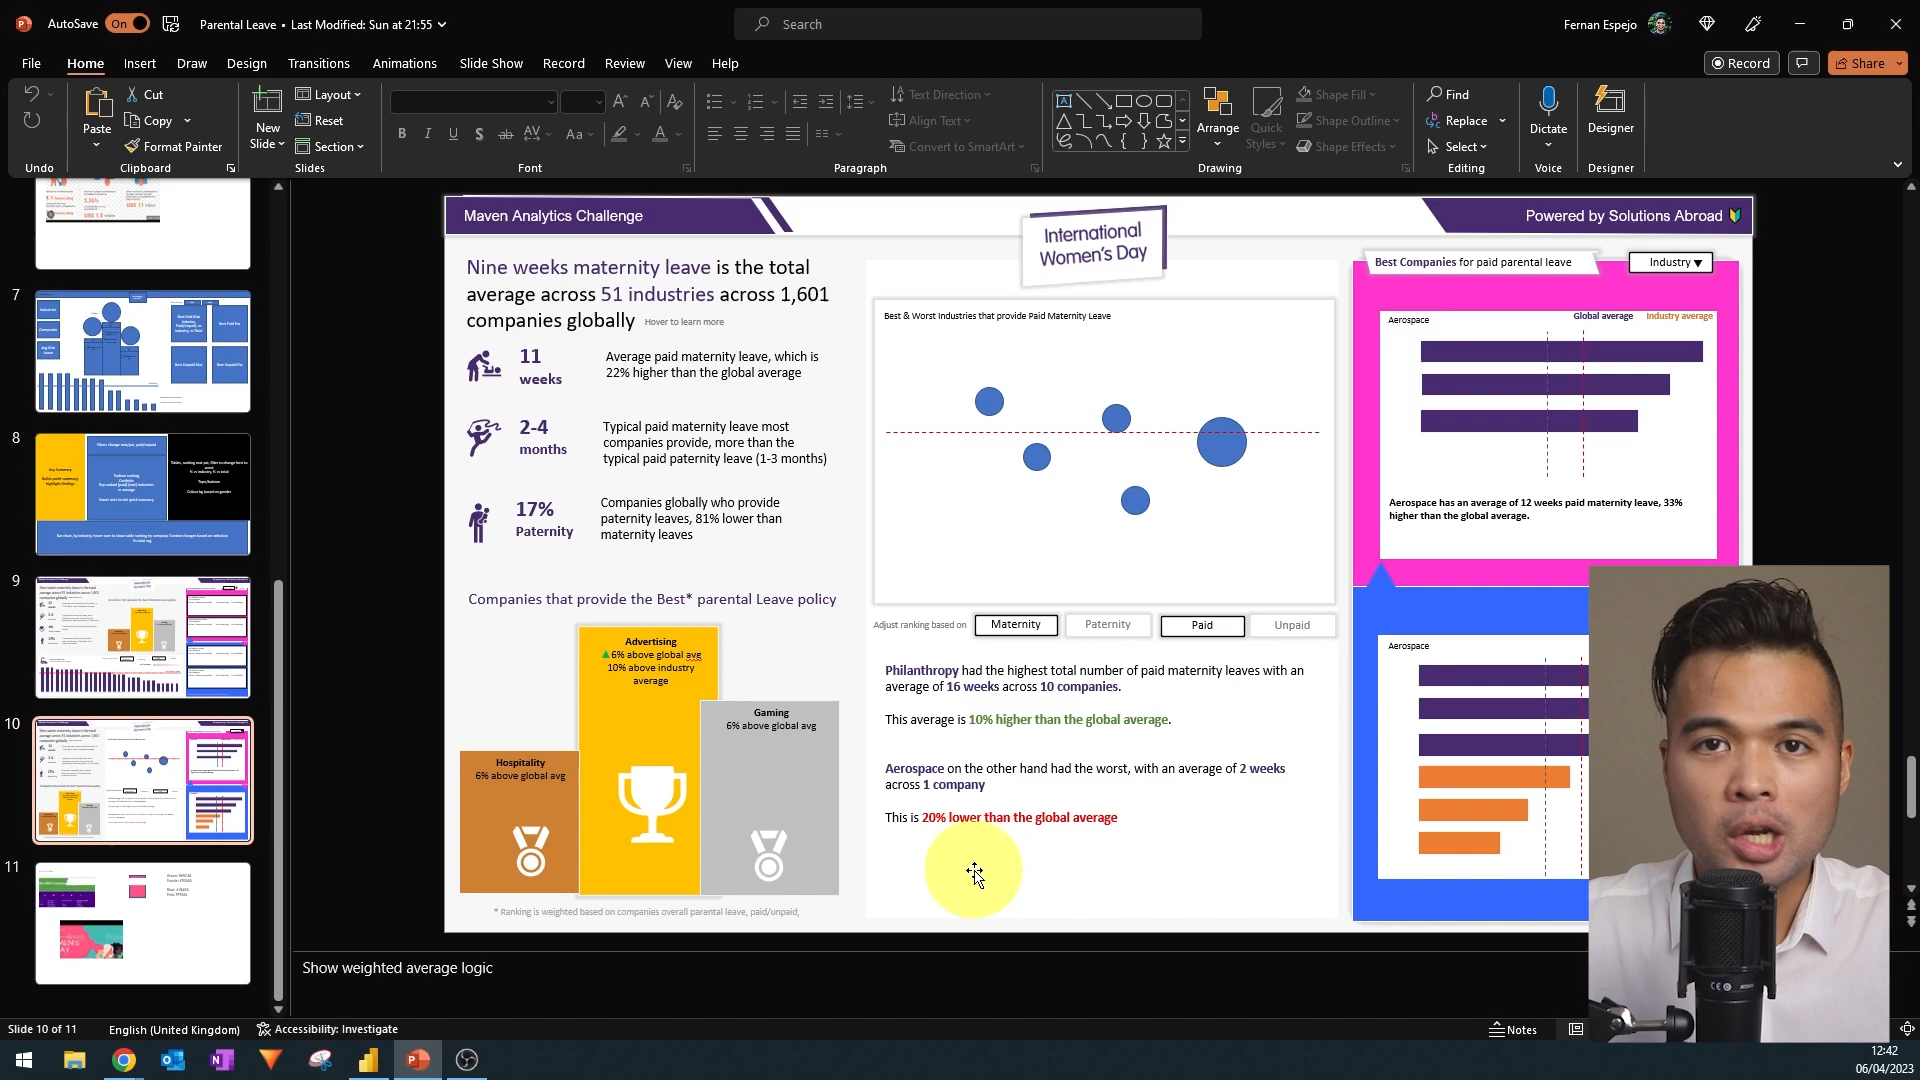 AutoSave On Parental Leave • Last Modified: Sun at 21:55
Search
Fernan Espejo
File Home Insert Draw Design Transitions Animations Slide Show Record Review View Help
Record Share
Paste
Cut
Copy
Format Painter
New Slide
Layout
Reset
Section
Text Direction
Align Text
Convert to SmartArt
Arrange
Quick Styles
Shape Fill
Shape Outline
Shape Effects
Find
Replace
Select
Dictate
Designer
Undo Clipboard Slides Font Paragraph Drawing Editing Voice Designer
7
8
9
10
11
Maven Analytics Challenge
International
Women's Day
Powered by Solutions Abroad
Nine weeks maternity leave is the total
average across 51 industries across 1,601
companies globally Hover to learn more
11
weeks
Average paid maternity leave, which is
22% higher than the global average
2-4
months
Typical paid maternity leave most
companies provide, more than the
typical paid paternity leave (1-3 months)
17%
Paternity
Companies globally who provide
paternity leaves, 81% lower than
maternity leaves
Companies that provide the Best* parental Leave policy
Advertising
6% above global avg
10% above industry
average
Gaming
6% above global avg
Hospitality
6% above global avg
* Ranking is weighted based on companies overall parental leave, paid/unpaid,
Best & Worst Industries that provide Paid Maternity Leave
Adjust ranking based on Maternity Paternity Paid Unpaid
Philanthropy had the highest total number of paid maternity leaves with an
average of 16 weeks across 10 companies.
This average is 10% higher than the global average.
Aerospace on the other hand had the worst, with an average of 2 weeks
across 1 company
This is 20% lower than the global average
Best Companies for paid parental leave
Industry ▼
Aerospace
Global average Industry average
Aerospace has an average of 12 weeks paid maternity leave, 33%
higher than the global average.
Aerospace
Show weighted average logic
Slide 10 of 11 English (United Kingdom) Accessibility: Investigate
Notes
12:42
06/04/2023